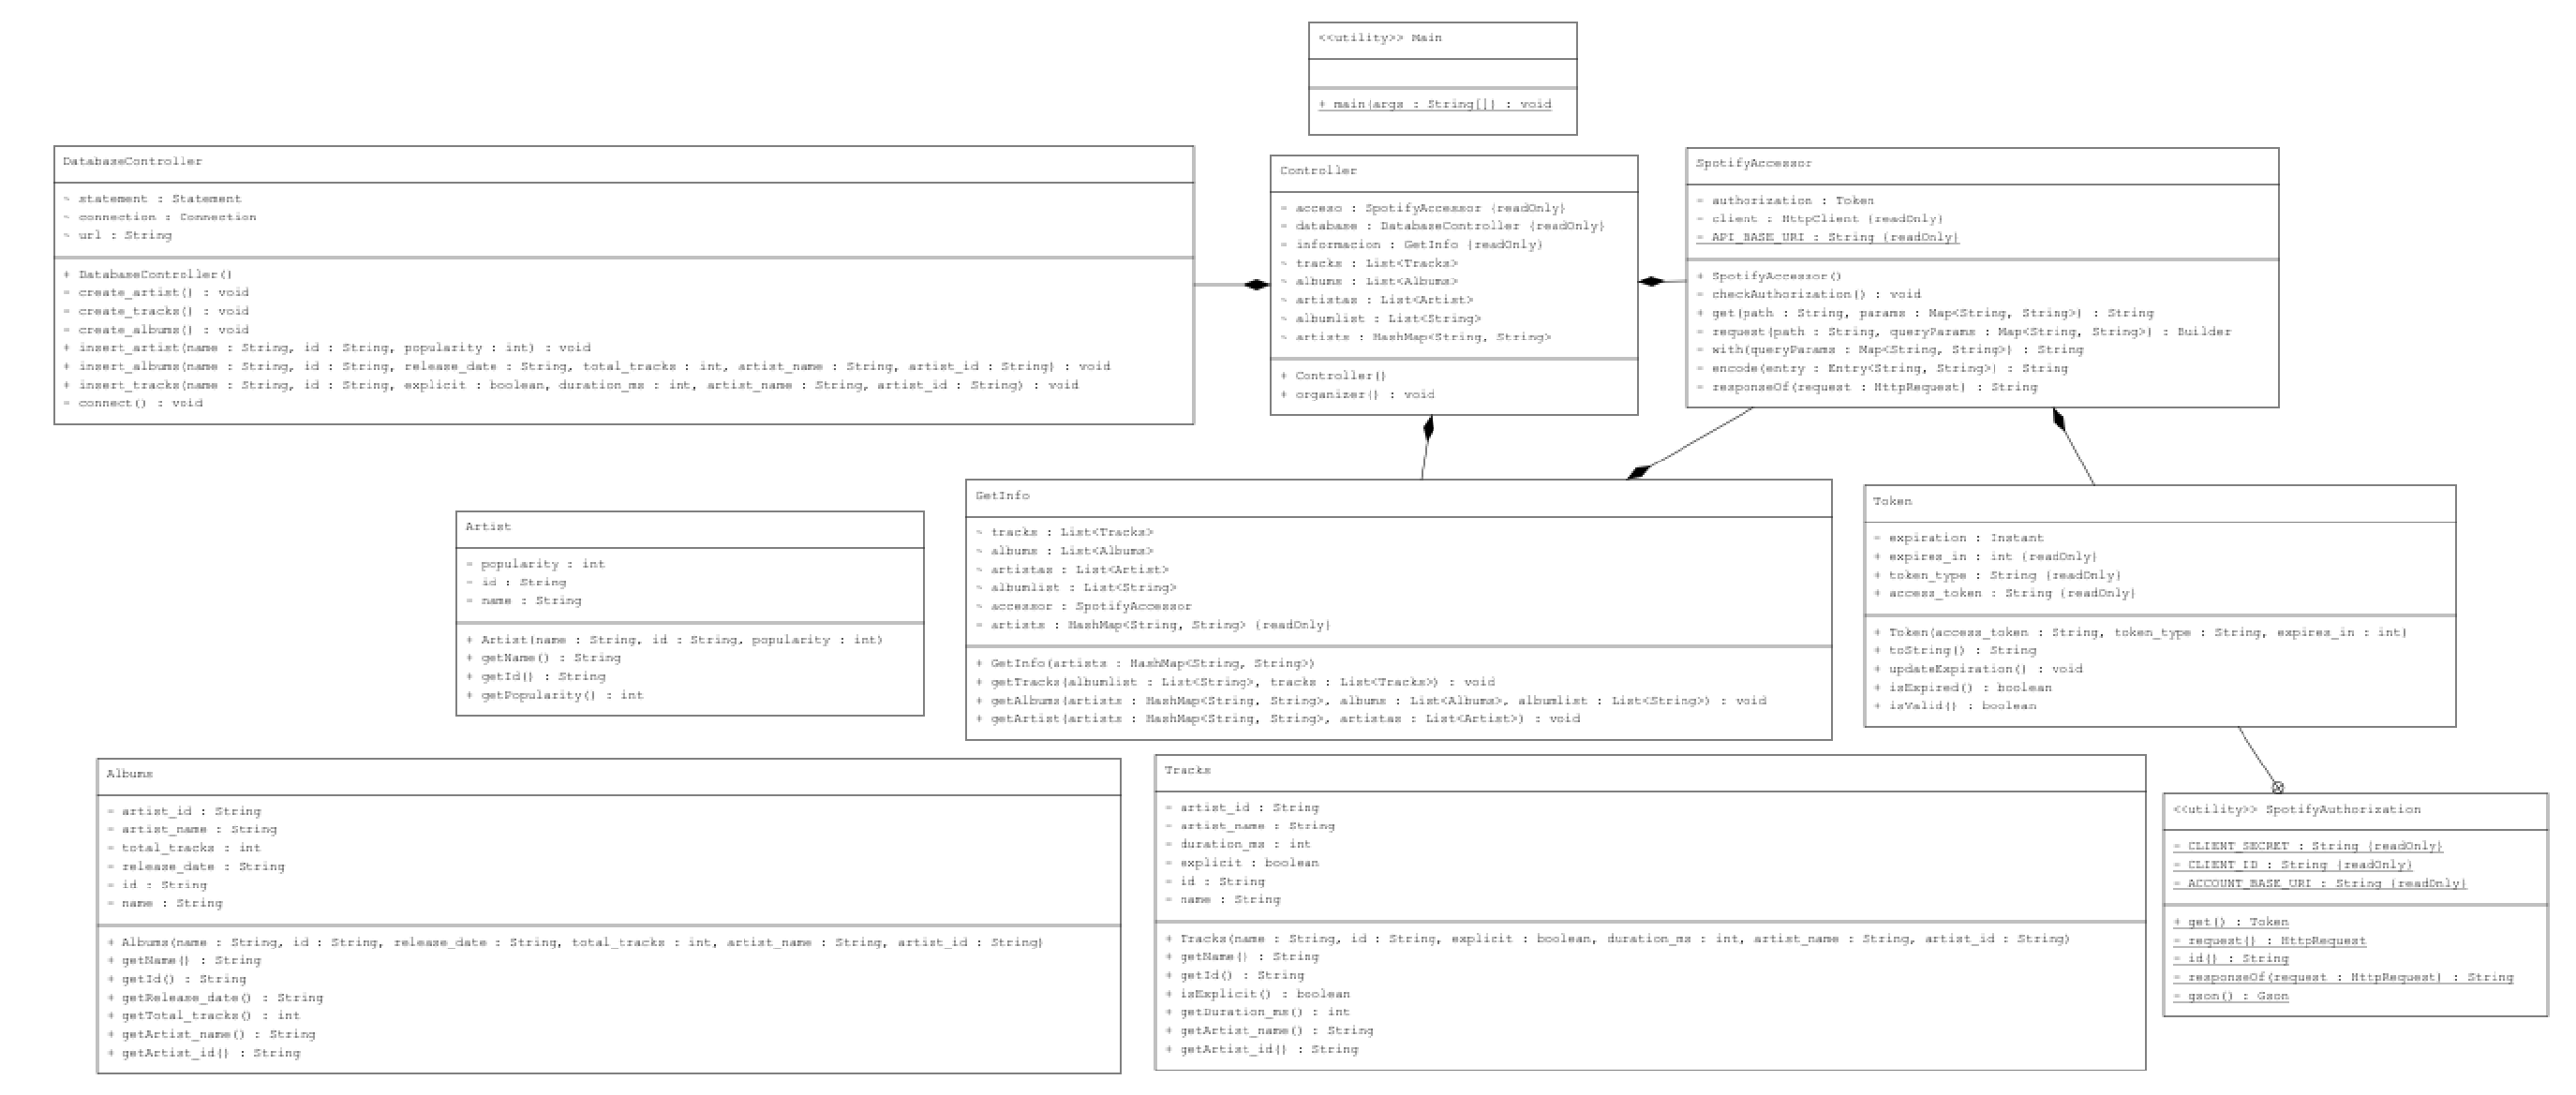 <<utility>> Main
+ main(args : String[]) : void
DatabaseController
~ statement : Statement
~ connection : Connection
~ url : String
+ DatabaseController()
- create_artist() : void
- create_tracks() : void
- create_albums() : void
+ insert_artist(name : String, id : String, popularity : int) : void
+ insert_albums(name : String, id : String, release_date : String, total_tracks : int, artist_name : String, artist_id : String) : void
+ insert_tracks(name : String, id : String, explicit : boolean, duration_ms : int, artist_name : String, artist_id : String) : void
- connect() : void
Controller
- acceso : SpotifyAccessor {readOnly}
- database : DatabaseController {readOnly}
- informacion : GetInfo {readOnly}
~ tracks : List<Tracks>
~ albums : List<Albums>
~ artistas : List<Artist>
~ albumlist : List<String>
~ artists : HashMap<String, String>
+ Controller()
+ organizer() : void
SpotifyAccessor
- authorization : Token
- client : HttpClient {readOnly}
- API_BASE_URI : String {readOnly}
+ SpotifyAccessor()
- checkAuthorization() : void
+ get(path : String, params : Map<String, String>) : String
- request(path : String, queryParams : Map<String, String>) : Builder
- with(queryParams : Map<String, String>) : String
- encode(entry : Entry<String, String>) : String
- responseOf(request : HttpRequest) : String
Artist
- popularity : int
- id : String
- name : String
+ Artist(name : String, id : String, popularity : int)
+ getName() : String
+ getId() : String
+ getPopularity() : int
GetInfo
~ tracks : List<Tracks>
~ albums : List<Albums>
~ artistas : List<Artist>
~ albumlist : List<String>
~ accessor : SpotifyAccessor
- artists : HashMap<String, String> {readOnly}
+ GetInfo(artists : HashMap<String, String>)
+ getTracks(albumlist : List<String>, tracks : List<Tracks>) : void
+ getAlbums(artists : HashMap<String, String>, albums : List<Albums>, albumlist : List<String>) : void
+ getArtist(artists : HashMap<String, String>, artistas : List<Artist>) : void
Token
- expiration : Instant
+ expires_in : int {readOnly}
+ token_type : String {readOnly}
+ access_token : String {readOnly}
+ Token(access_token : String, token_type : String, expires_in : int)
+ toString() : String
+ updateExpiration() : void
+ isExpired() : boolean
+ isValid() : boolean
Albums
- artist_id : String
- artist_name : String
- total_tracks : int
- release_date : String
- id : String
- name : String
+ Albums(name : String, id : String, release_date : String, total_tracks : int, artist_name : String, artist_id : String)
+ getName() : String
+ getId() : String
+ getRelease_date() : String
+ getTotal_tracks() : int
+ getArtist_name() : String
+ getArtist_id() : String
Tracks
- artist_id : String
- artist_name : String
- duration_ms : int
- explicit : boolean
- id : String
- name : String
+ Tracks(name : String, id : String, explicit : boolean, duration_ms : int, artist_name : String, artist_id : String)
+ getName() : String
+ getId() : String
+ isExplicit() : boolean
+ getDuration_ms() : int
+ getArtist_name() : String
+ getArtist_id() : String
<<utility>> SpotifyAuthorization
- CLIENT_SECRET : String {readOnly}
- CLIENT_ID : String {readOnly}
- ACCOUNT_BASE_URI : String {readOnly}
+ get() : Token
- request() : HttpRequest
- id() : String
- responseOf(request : HttpRequest) : String
- gson() : Gson